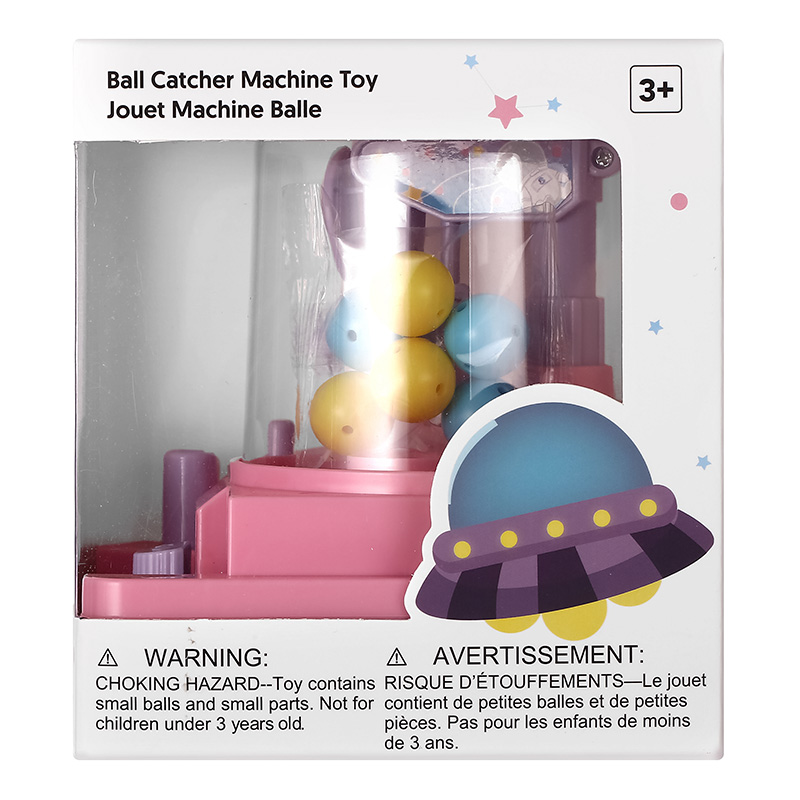 Ball Catcher Machine Toy
Jouet Machine Balle
3+
⚠ WARNING:
CHOKING HAZARD--Toy contains
small balls and small parts. Not for
children under 3 years old.
⚠ AVERTISSEMENT:
RISQUE D'ÉTOUFFEMENTS—Le jouet
contient de petites balles et de petites
pièces. Pas pour les enfants de moins
de 3 ans.